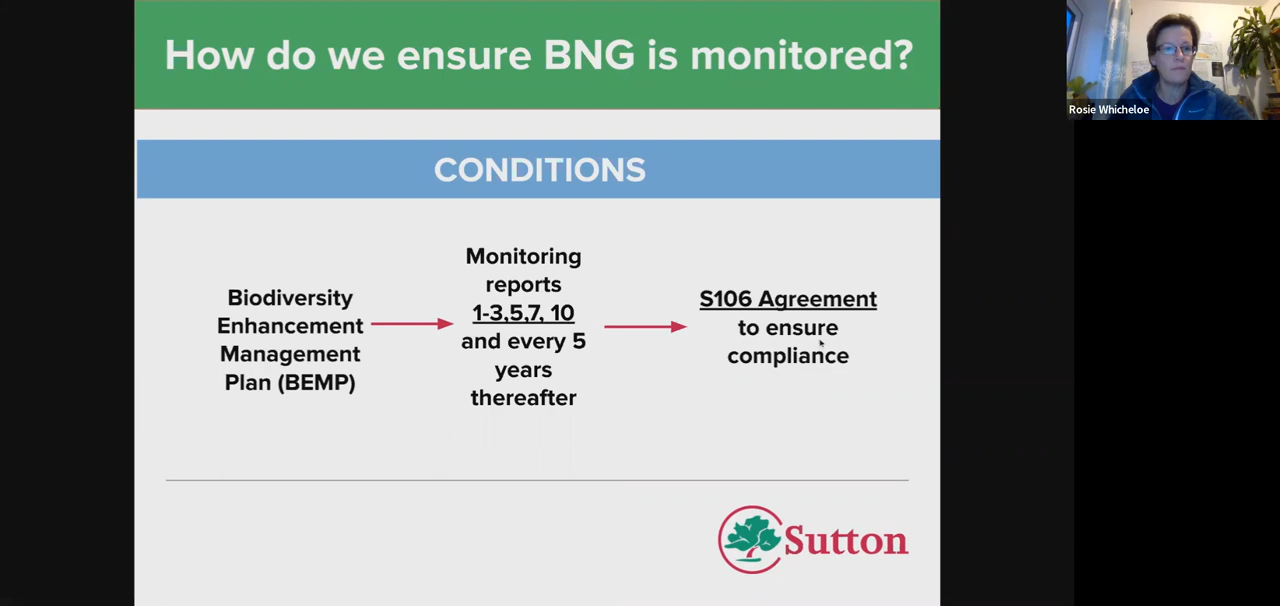 How do we ensure BNG is monitored?
Rosie Whicheloe
CONDITIONS
Biodiversity
Enhancement
Management
Plan (BEMP)
Monitoring
reports
1-3,5,7, 10
and every 5
years
thereafter
S106 Agreement
to ensure
compliance
Sutton